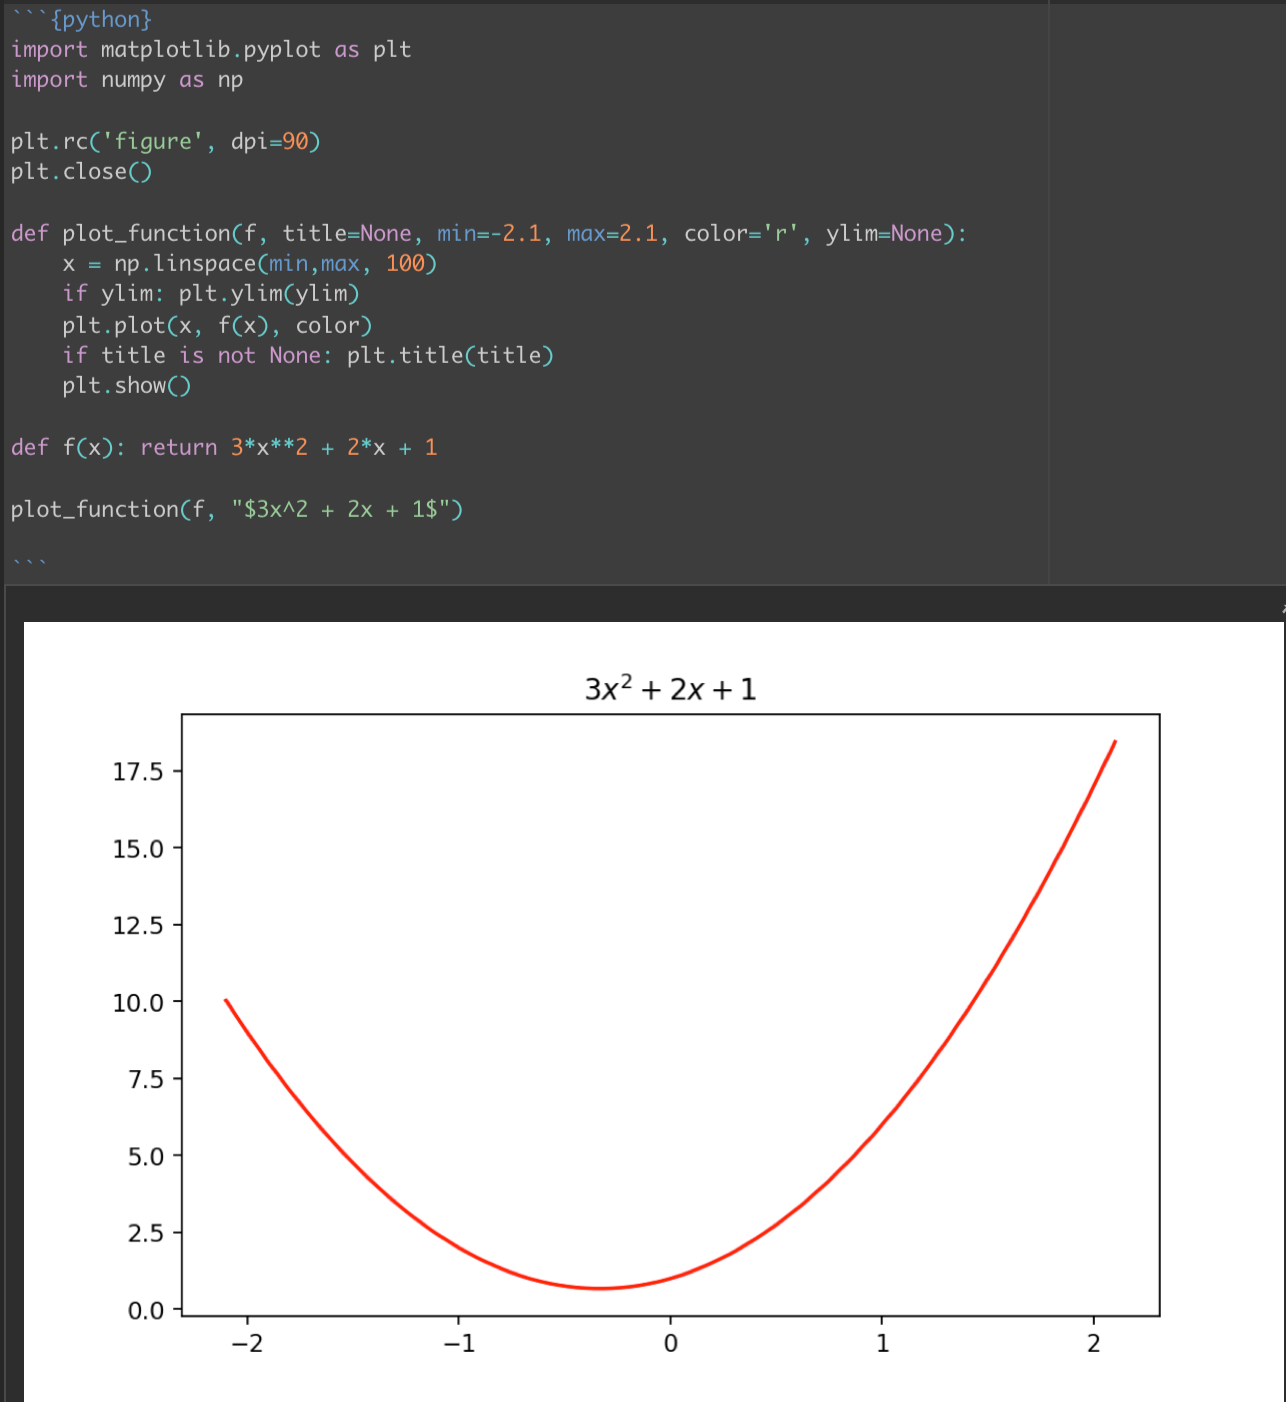 ```{python}
import matplotlib.pyplot as plt
import numpy as np
plt.rc('figure', dpi=90)
plt.close()
def plot_function(f, title=None, min=-2.1, max=2.1, color='r', ylim=None):
    x = np.linspace(min,max, 100)
    if ylim: plt.ylim(ylim)
    plt.plot(x, f(x), color)
    if title is not None: plt.title(title)
    plt.show()
def f(x): return 3*x**2 + 2*x + 1
plot_function(f, "$3x^2 + 2x + 1$")
```
3x² + 2x + 1
17.5
15.0
12.5
10.0
7.5
5.0
2.5
0.0
−2 −1 0 1 2